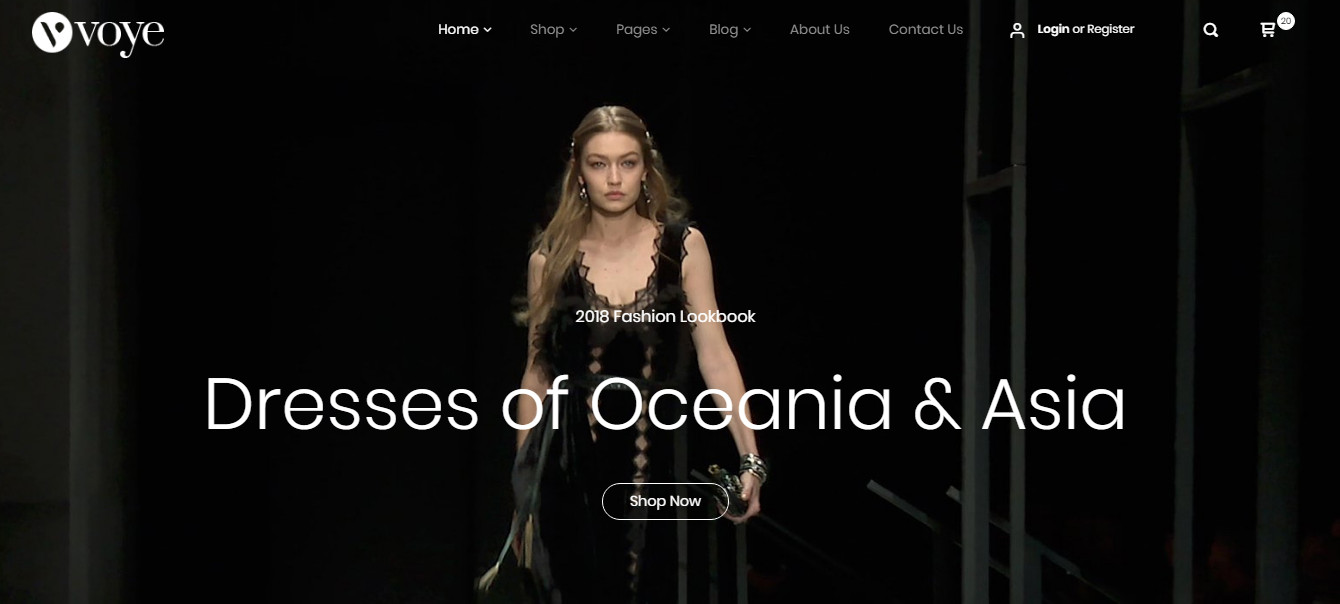 voye
Home
Shop
Pages
Blog
About Us
Contact Us
Login or Register
20
2018 Fashion Lookbook
Dresses of Oceania & Asia
Shop Now